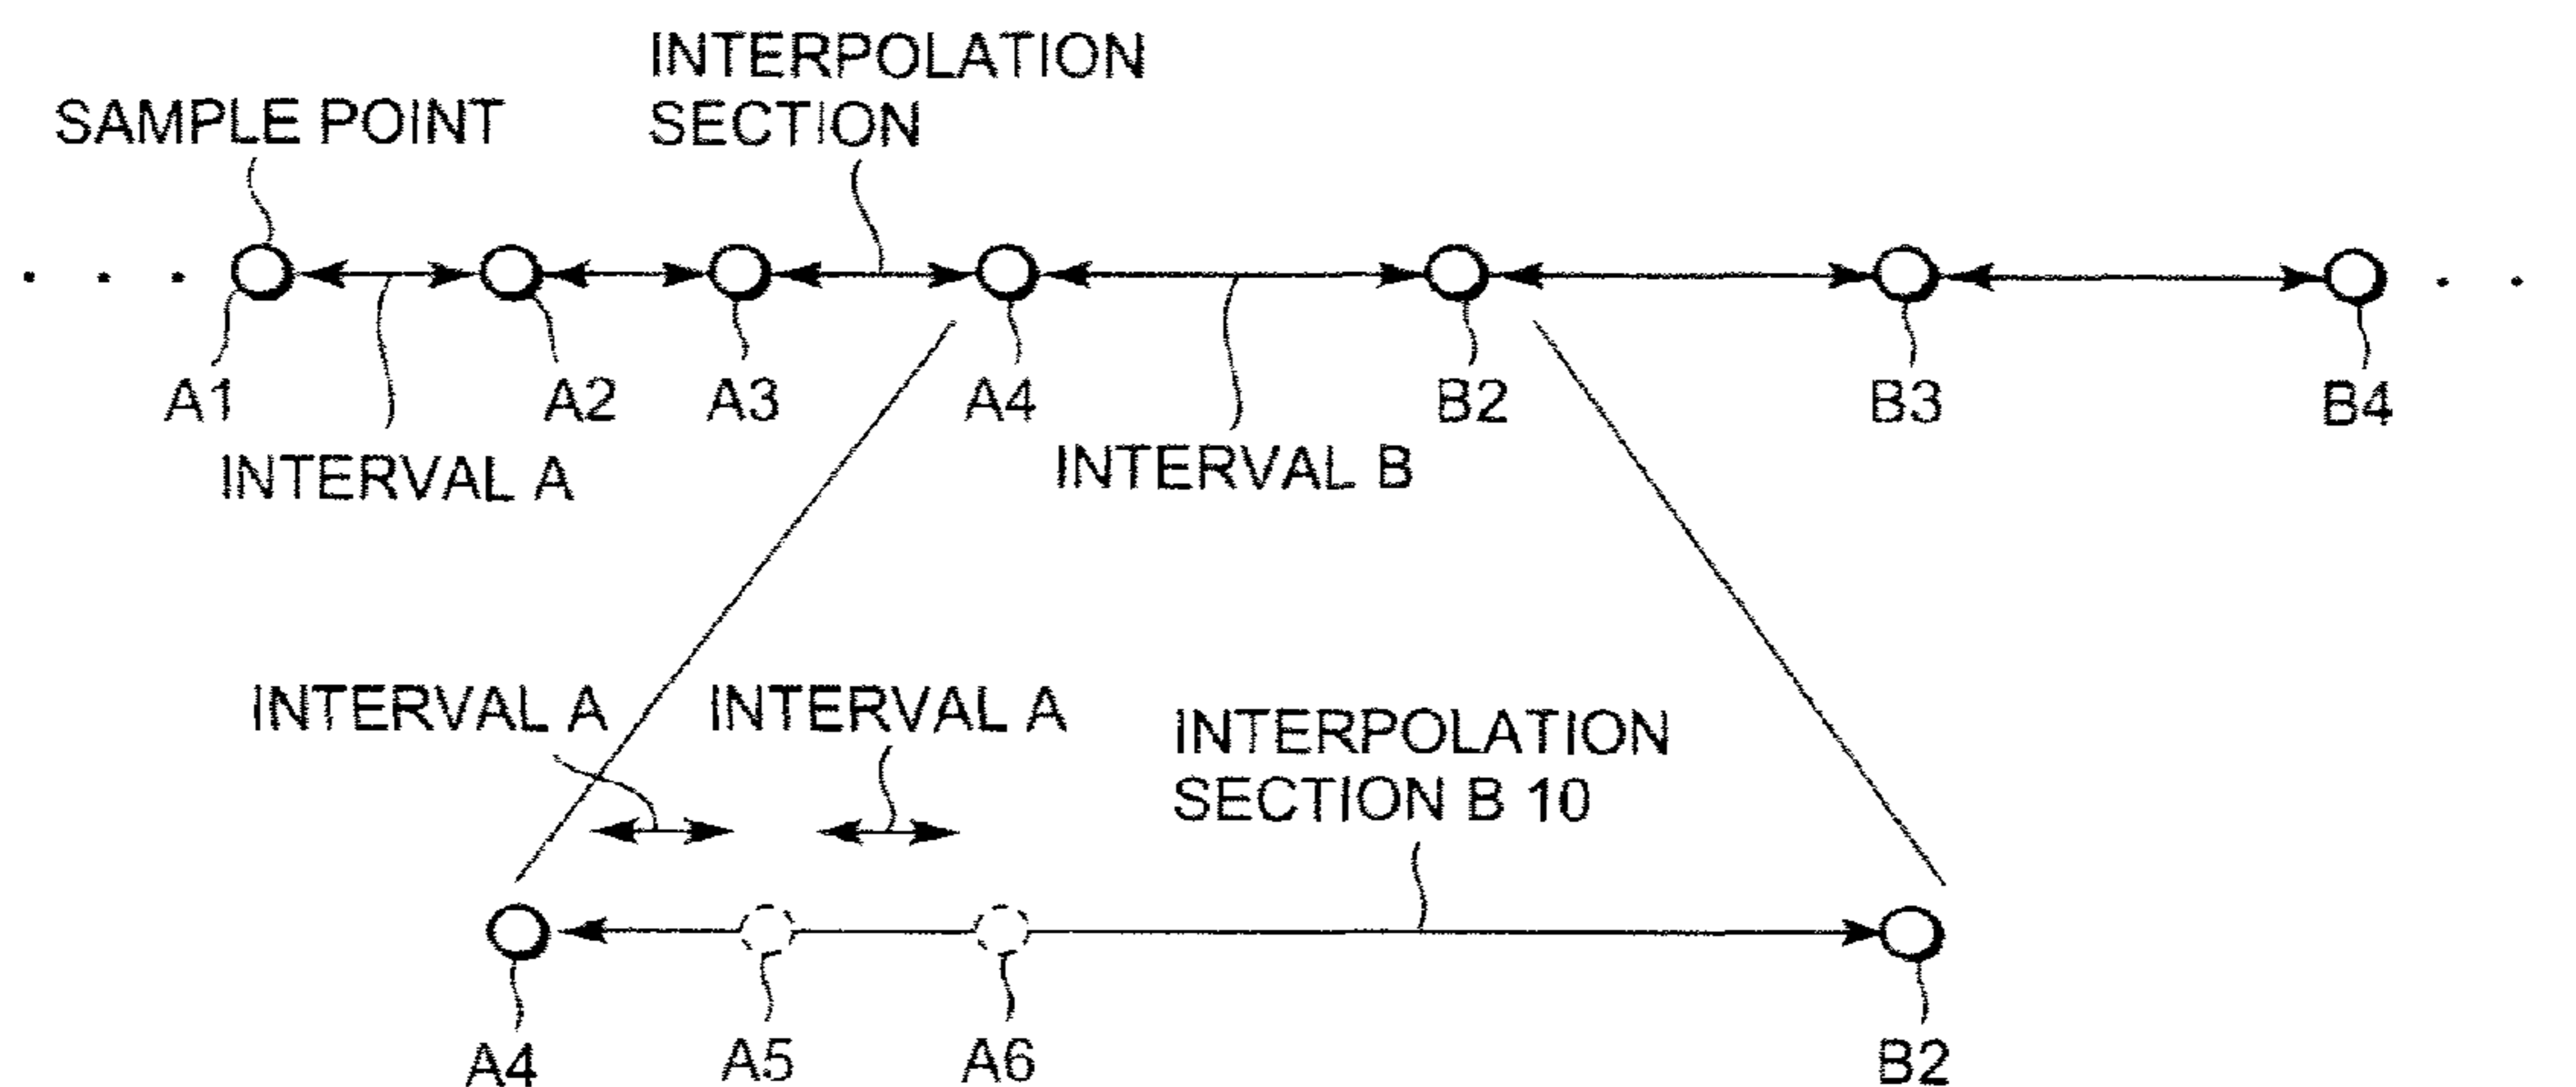 INTERPOLATION
SECTION
SAMPLE POINT
A1
A2
A3
A4
B2
B3
B4
INTERVAL A
INTERVAL B
INTERVAL A
INTERVAL A
INTERPOLATION
SECTION B 10
A4
A5
A6
B2